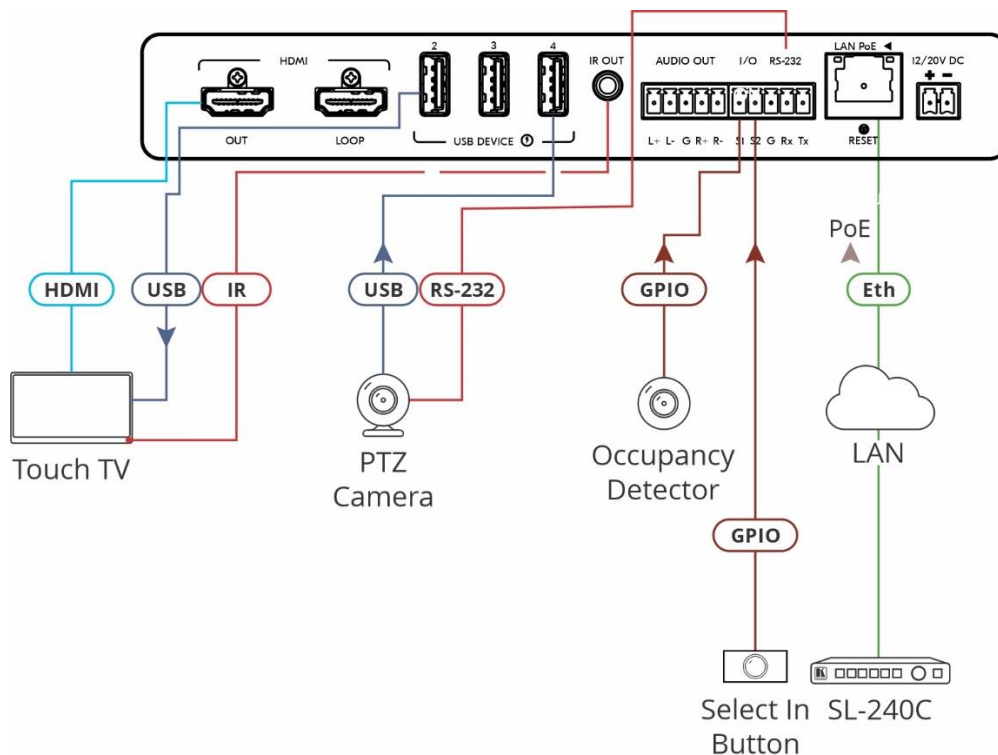 HDMI
2
3
4
IR OUT
AUDIO OUT
I/O
RS-232
LAN PoE
12/20V DC
+ -
OUT
LOOP
USB DEVICE
L+ L- G R+ R- S1 S2 G Rx Tx
RESET
HDMI
USB
IR
USB
RS-232
GPIO
PoE
Eth
Touch TV
PTZ
Camera
Occupancy
Detector
LAN
GPIO
Select In
Button
SL-240C